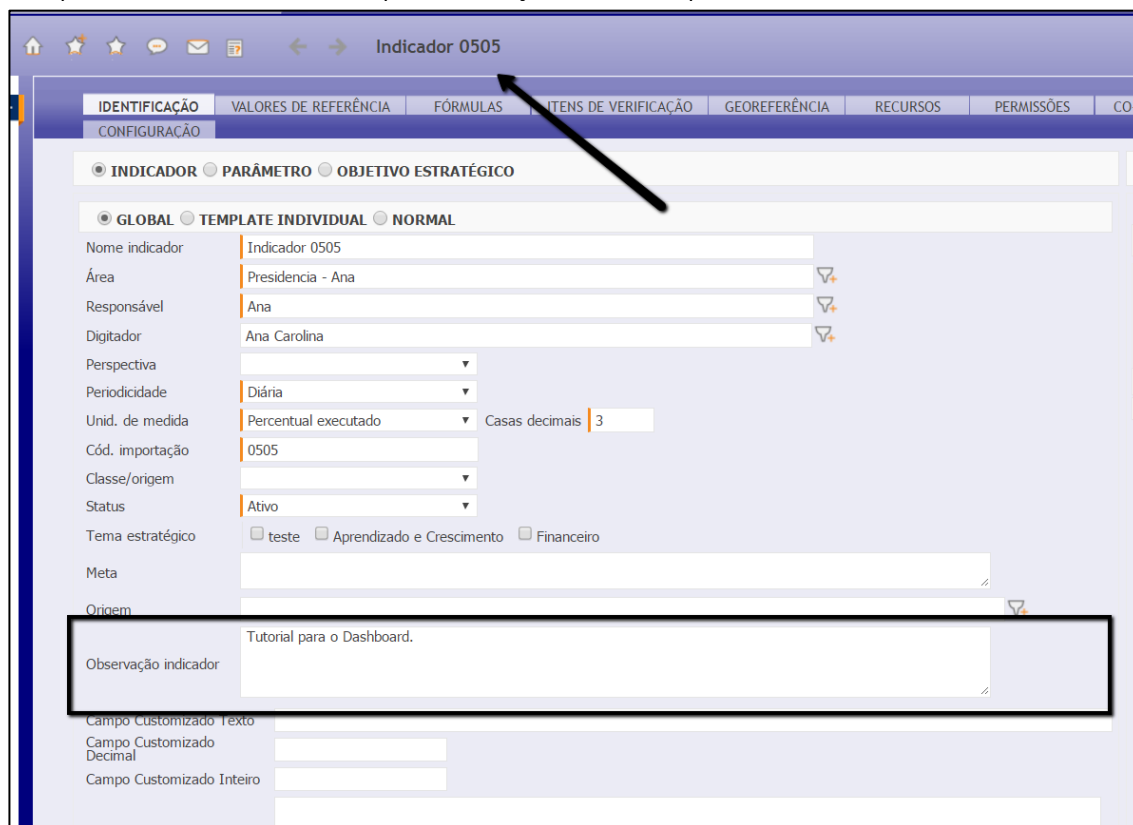 Indicador 0505
IDENTIFICAÇÃO VALORES DE REFERÊNCIA FÓRMULAS ITENS DE VERIFICAÇÃO GEOREFERÊNCIA RECURSOS PERMISSÕES CO
CONFIGURAÇÃO
INDICADOR PARÂMETRO OBJETIVO ESTRATÉGICO
GLOBAL TEMPLATE INDIVIDUAL NORMAL
Nome indicador Indicador 0505
Área Presidencia - Ana
Responsável Ana
Digitador Ana Carolina
Perspectiva
Periodicidade Diária
Unid. de medida Percentual executado Casas decimais 3
Cód. importação 0505
Classe/origem
Status Ativo
Tema estratégico teste Aprendizado e Crescimento Financeiro
Meta
Origem
Tutorial para o Dashboard.
Observação indicador
Campo Customizado Texto
Campo Customizado
Decimal
Campo Customizado Inteiro